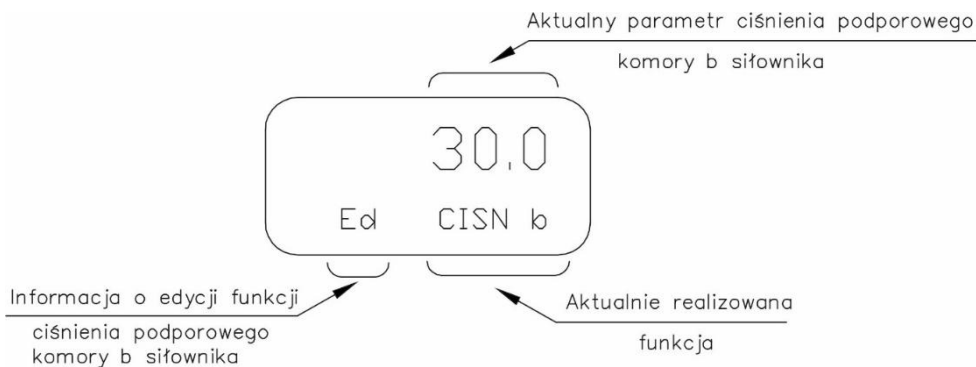 Aktualny parametr ciśnienia podporowego
komory b siłownika
30,0
Ed CISN b
Informacja o edycji funkcji
ciśnienia podporowego
komory b siłownika
Aktualnie realizowana
funkcja